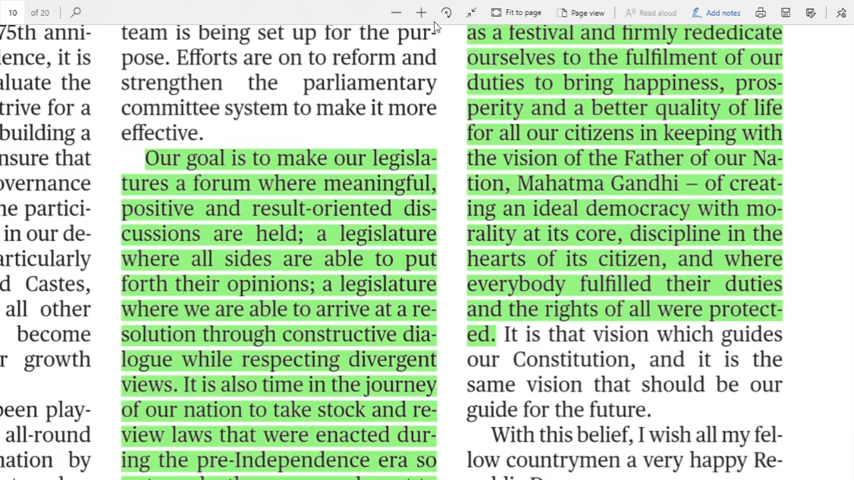 10 of 20
Fit to page
Page view
Read aloud
Add notes
75th anni-
lence, it is
aluate the
trive for a
building a
nsure that
overnance
he partici-
in our de-
articularly
d Castes,
all other
become
r growth
been play-
all-round
nation by
team is being set up for the pur-
pose. Efforts are on to reform and
strengthen the parliamentary
committee system to make it more
effective.
Our goal is to make our legisla-
tures a forum where meaningful,
positive and result-oriented dis-
cussions are held; a legislature
where all sides are able to put
forth their opinions; a legislature
where we are able to arrive at a re-
solution through constructive dia-
logue while respecting divergent
views. It is also time in the journey
of our nation to take stock and re-
view laws that were enacted dur-
ing the pre-Independence era so
as a festival and firmly rededicate
ourselves to the fulfilment of our
duties to bring happiness, pros-
perity and a better quality of life
for all our citizens in keeping with
the vision of the Father of our Na-
tion, Mahatma Gandhi – of creat-
ing an ideal democracy with mo-
rality at its core, discipline in the
hearts of its citizen, and where
everybody fulfilled their duties
and the rights of all were protect-
ed. It is that vision which guides
our Constitution, and it is the
same vision that should be our
guide for the future.
With this belief, I wish all my fel-
low countrymen a very happy Re-